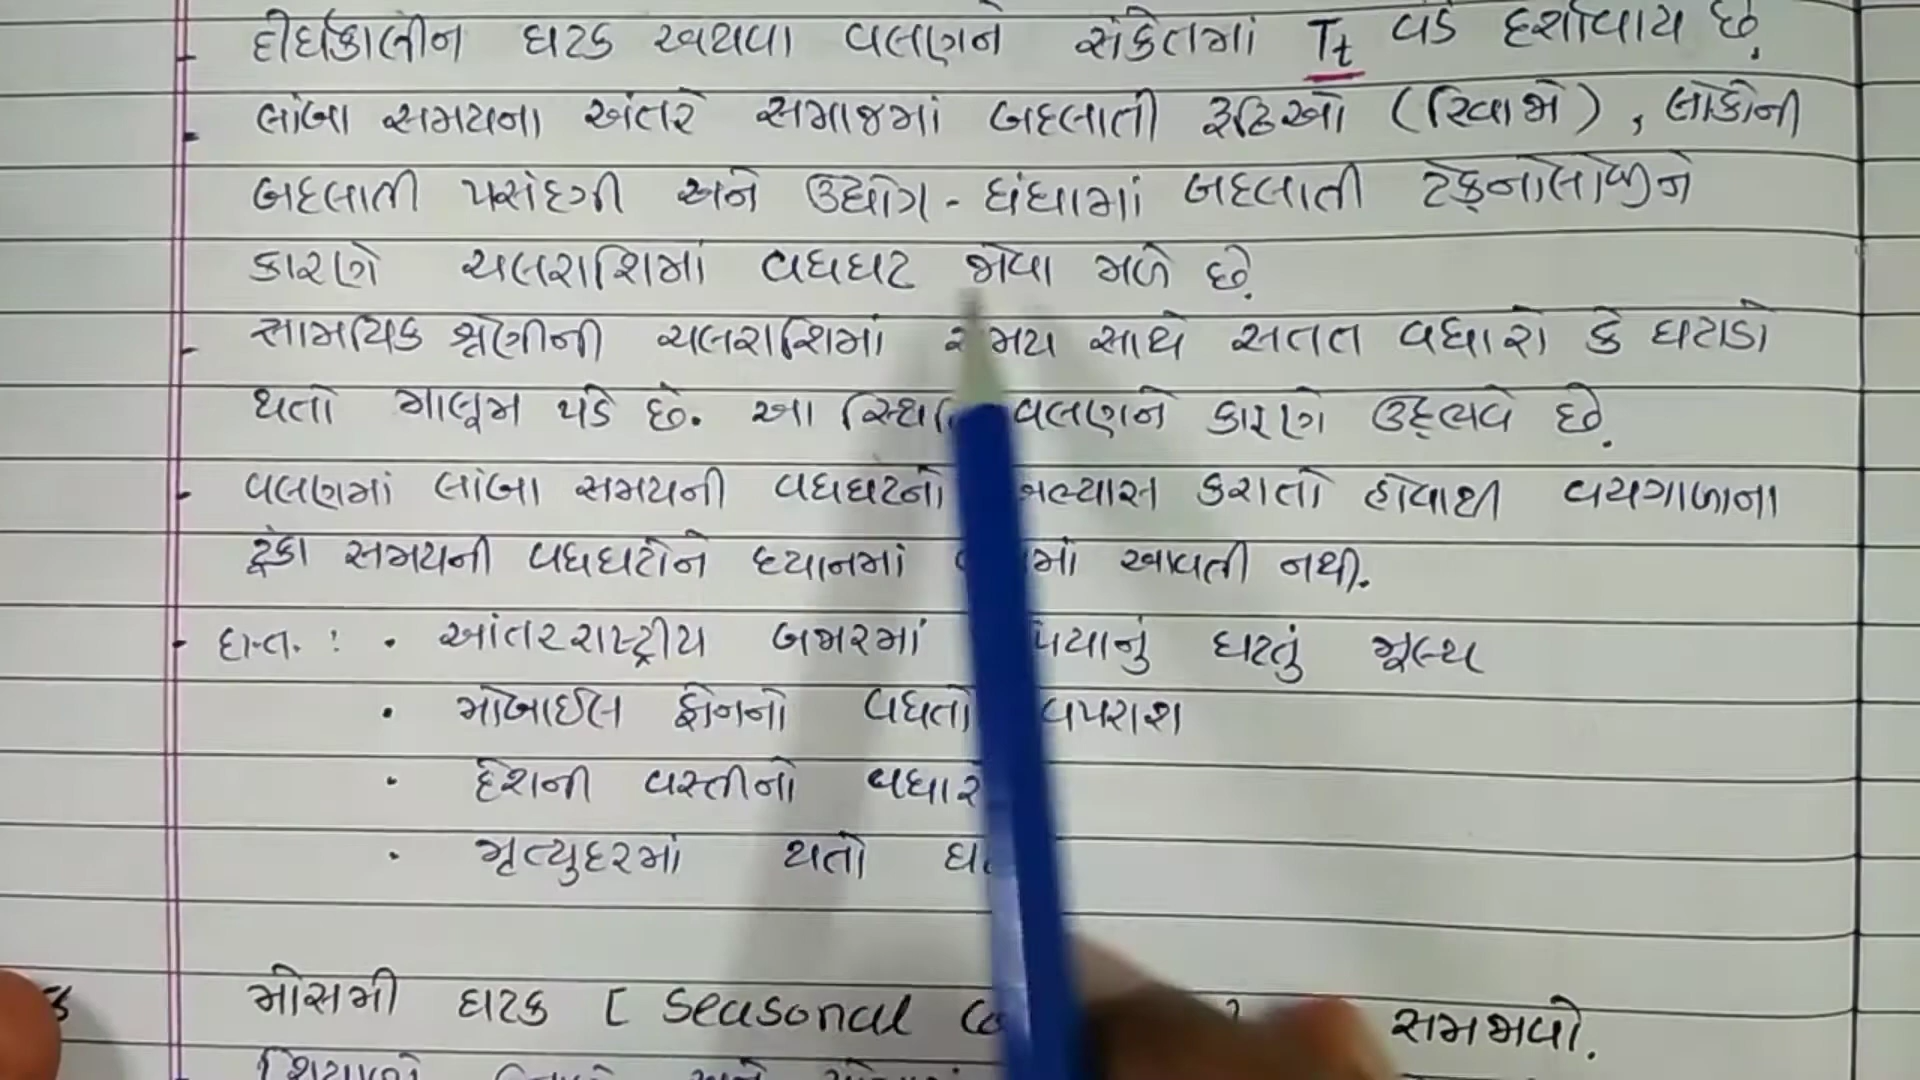 - દીર્ઘકાલીન ઘટક અથવા વલણને સંકેતમાં Tt વડે દર્શાવાય છે.
- લાંબા સમયના અંતરે સમાજમાં બદલાતી રૂઢિઓ (રિવાજો), લોકોની
બદલાતી પસંદગી અને ઉદ્યોગ - ધંધામાં બદલાતી ટેક્નોલોજીને
કારણે ચલરાશિમાં વધઘટ જોવા મળે છે.
- સામયિક શ્રેણીની ચલરાશિમાં સમય સાથે સતત વધારો કે ઘટાડો
થતો માલૂમ પડે છે. આ વલણને કારણે ઉદ્ભવે છે.
- વલણમાં લાંબા સમયની વધઘટનો અભ્યાસ કરાતો હોવાથી વચગાળાના
ટૂંકા સમયની વધઘટોને ધ્યાનમાં આવતી નથી.
- દા.ત. : • આંતરરાષ્ટ્રીય બજારમાં ઘટતું મૂલ્ય
• મોબાઈલ ફોનનો વધતો વપરાશ
• દેશની વસ્તીનો
• મૃત્યુદરમાં થતો
મોસમી ઘટક [ Seasonal સમજાવો.